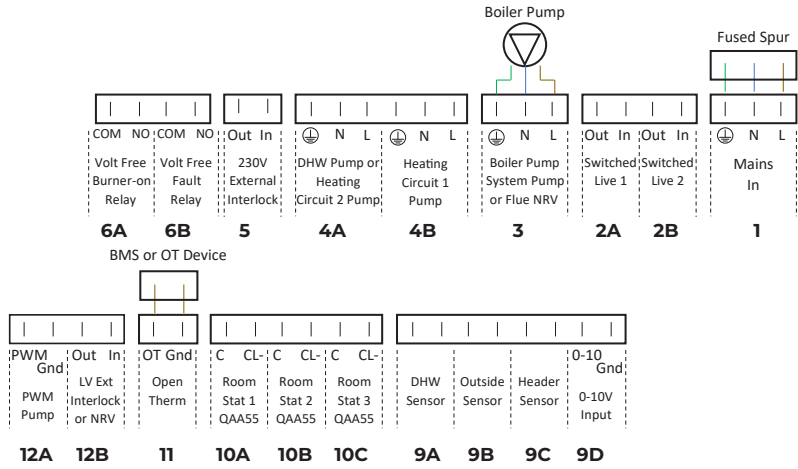 Boiler Pump
Fused Spur
COM NO COM NO Out In N L N L N L Out In Out In N L
Volt Free Burner-on Relay
Volt Free Fault Relay
230V External Interlock
DHW Pump or Heating Circuit 2 Pump
Heating Circuit 1 Pump
Boiler Pump System Pump or Flue NRV
Switched Live 1
Switched Live 2
Mains In
6A 6B 5 4A 4B 3 2A 2B 1
BMS or OT Device
PWM Gnd Out In OT Gnd C CL- C CL- C CL- 0-10 Gnd
PWM Pump
LV Ext Interlock or NRV
Open Therm
Room Stat 1 QAA55
Room Stat 2 QAA55
Room Stat 3 QAA55
DHW Sensor
Outside Sensor
Header Sensor
0-10V Input
12A 12B 11 10A 10B 10C 9A 9B 9C 9D